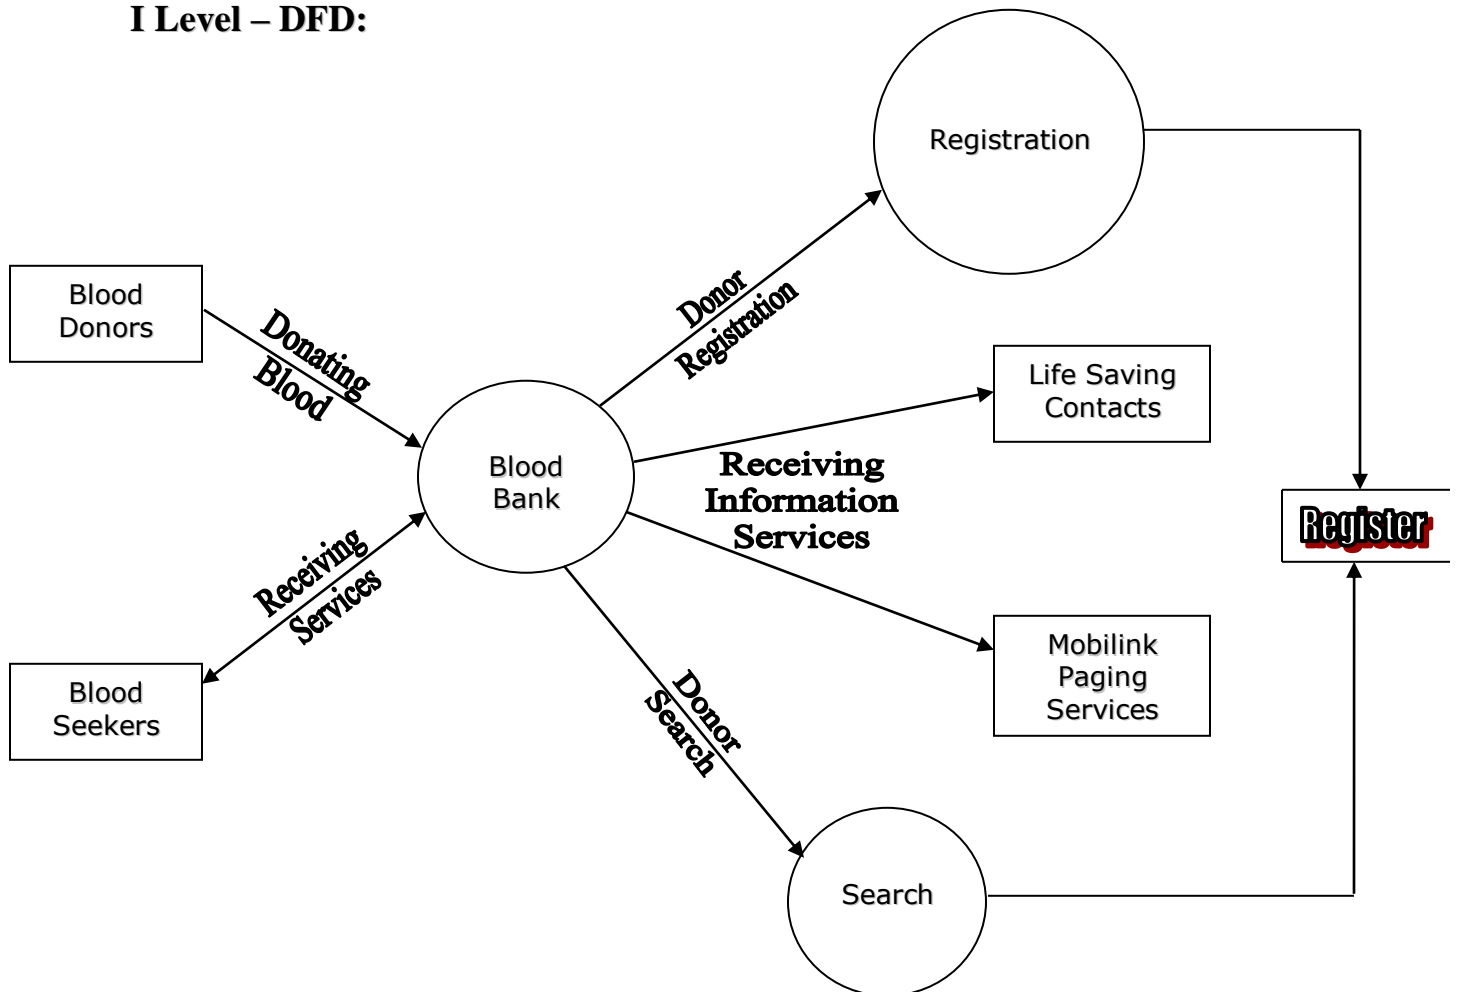 I Level – DFD:
Registration
Blood
Donors
Donating
Blood
Donor
Registration
Life Saving
Contacts
Blood
Bank
Receiving
Information
Services
Register
Receiving
Services
Blood
Seekers
Mobilink
Paging
Services
Donor
Search
Search